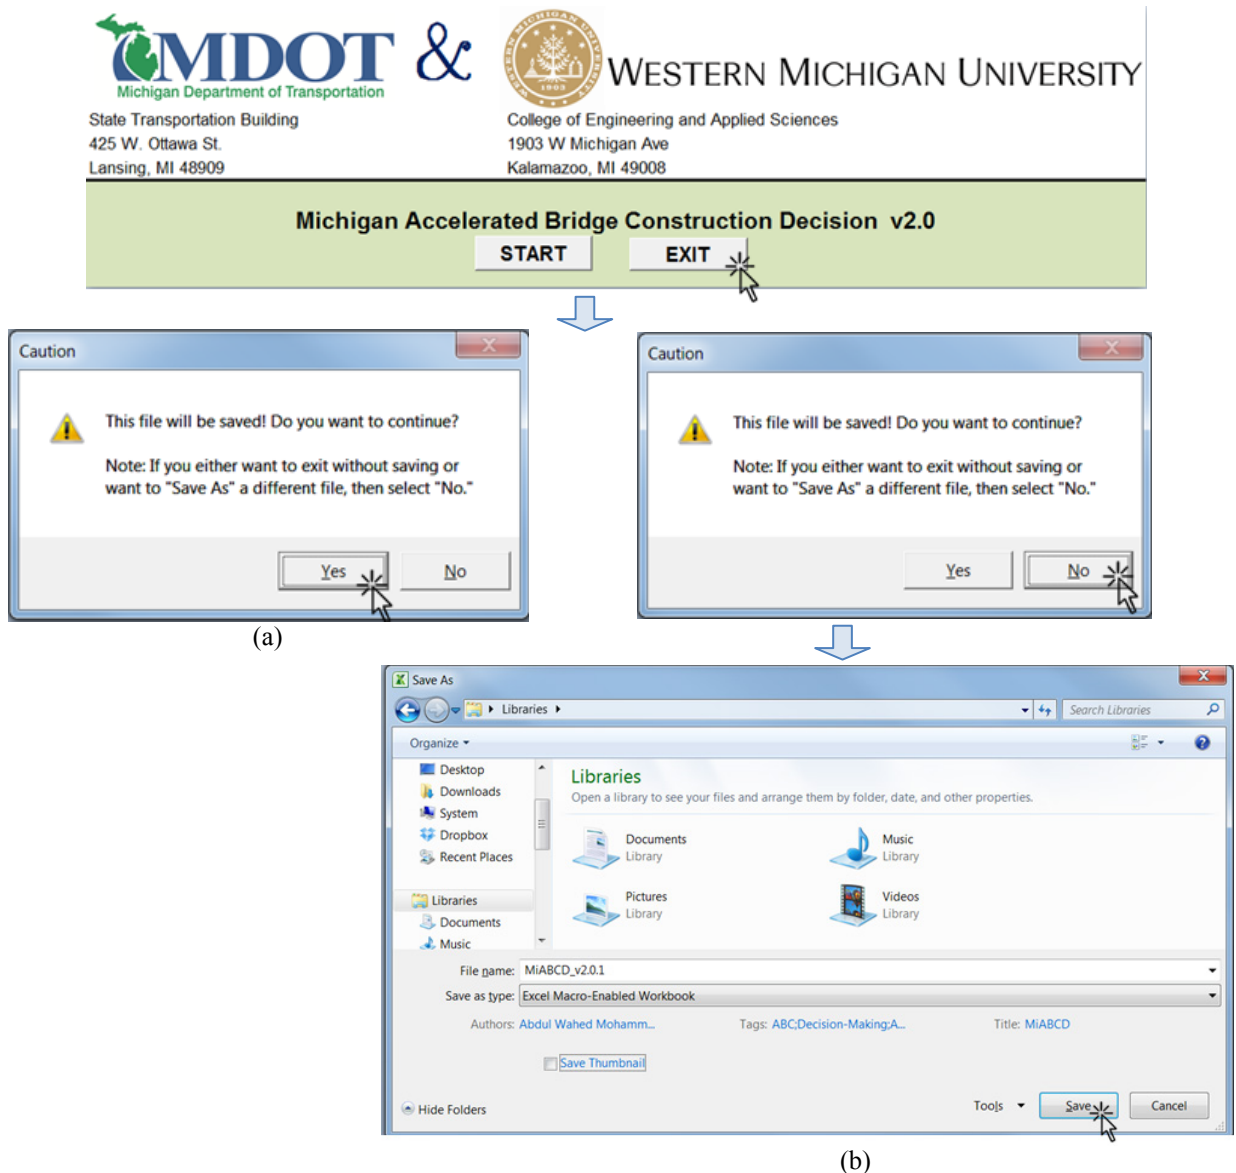 MDOT & WESTERN MICHIGAN UNIVERSITY
Michigan Department of Transportation
WESTERN MICHIGAN UNIVERSITY
1903
State Transportation Building
425 W. Ottawa St.
Lansing, MI 48909
College of Engineering and Applied Sciences
1903 W Michigan Ave
Kalamazoo, MI 49008
Michigan Accelerated Bridge Construction Decision v2.0
START EXIT
Caution
This file will be saved! Do you want to continue?
Note: If you either want to exit without saving or
want to "Save As" a different file, then select "No."
Yes No
(a)
Caution
This file will be saved! Do you want to continue?
Note: If you either want to exit without saving or
want to "Save As" a different file, then select "No."
Yes No
Save As
Libraries
Search Libraries
Organize
Desktop
Downloads
System
Dropbox
Recent Places
Libraries
Documents
Music
Libraries
Open a library to see your files and arrange them by folder, date, and other properties.
Documents
Library
Music
Library
Pictures
Library
Videos
Library
File name: MiABCD_v2.0.1
Save as type: Excel Macro-Enabled Workbook
Authors: Abdul Wahed Mohamm... Tags: ABC;Decision-Making;A... Title: MiABCD
Save Thumbnail
Hide Folders Tools Save Cancel
(b)